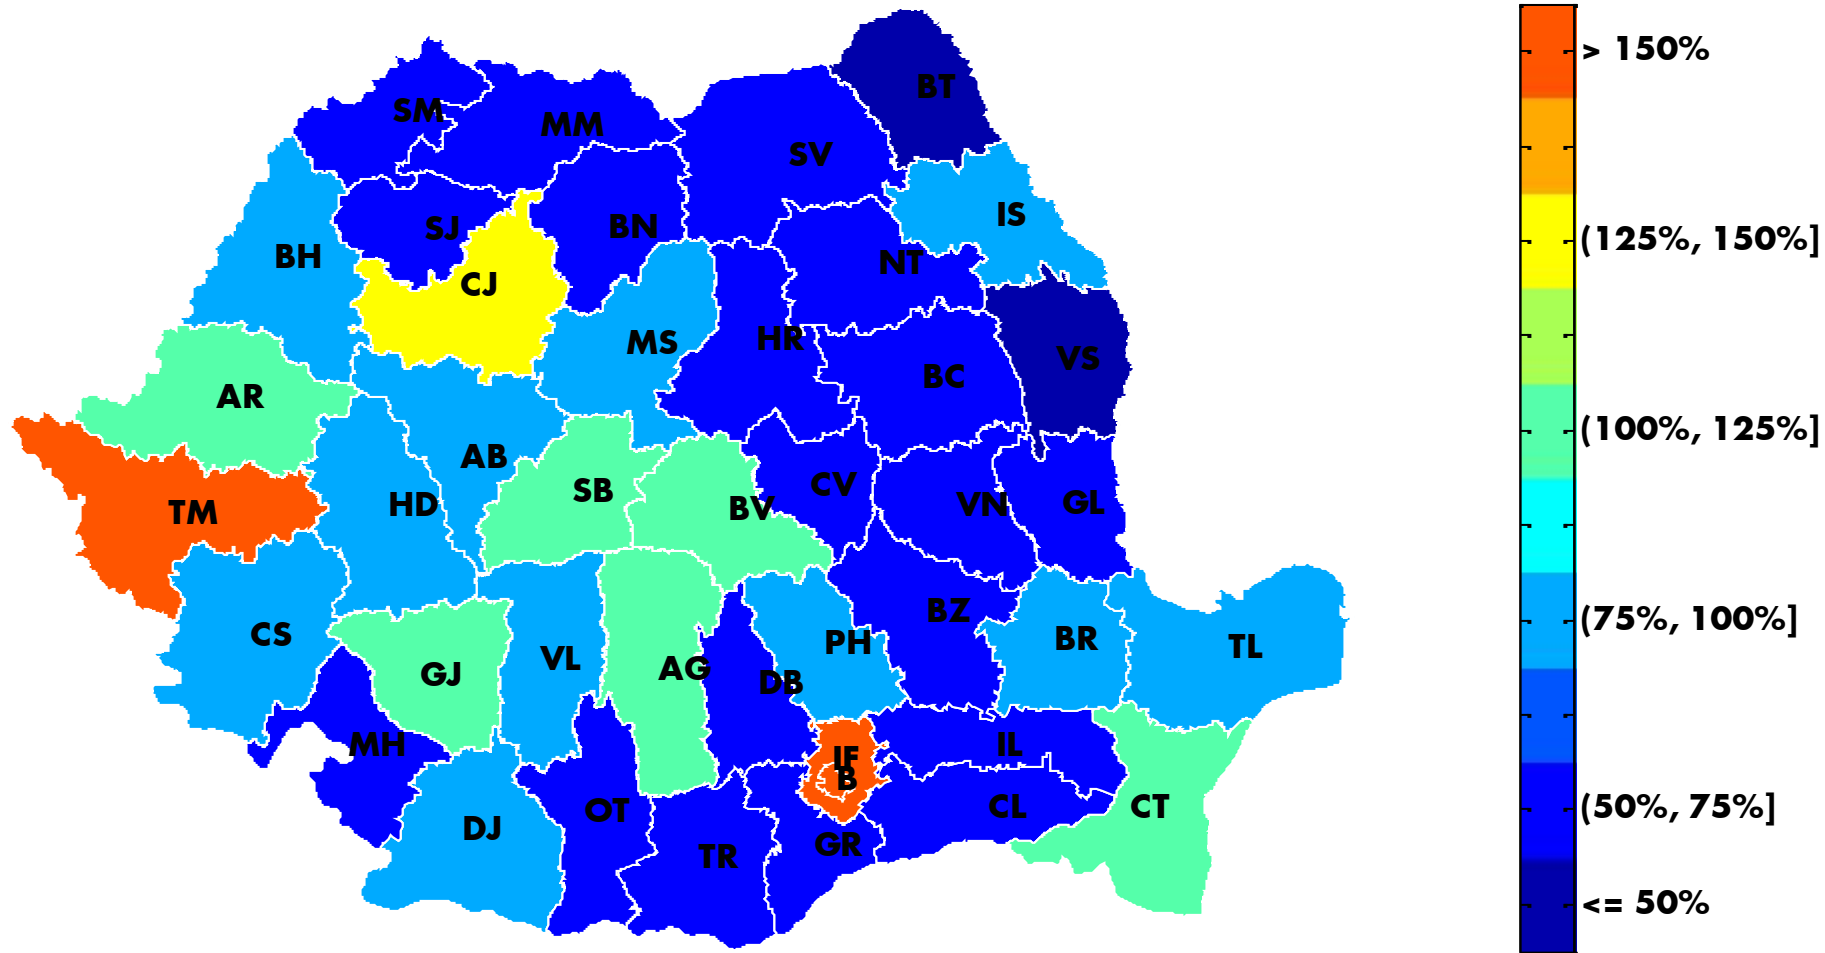 BT
SM
MM
SV
IS
SJ
BN
BH
NT
CJ
MS
HR
VS
BC
AR
AB
CV
SB
HD
BV
VN
GL
TM
BZ
CS
PH
BR
TL
VL
GJ
AG
DB
MH
IF
IL
B
OT
CL
CT
DJ
GR
TR
> 150%
(125%, 150%]
(100%, 125%]
(75%, 100%]
(50%, 75%]
<= 50%